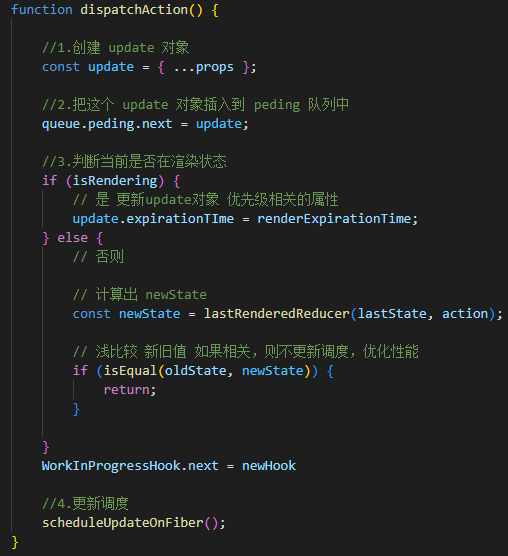 function dispatchAction() {
//1.创建 update 对象
const update = { ...props };
//2.把这个 update 对象插入到 peding 队列中
queue.peding.next = update;
//3.判断当前是否在渲染状态
if (isRendering) {
// 是 更新update对象 优先级相关的属性
update.expirationTIme = renderExpirationTime;
} else {
// 否则
// 计算出 newState
const newState = lastRenderedReducer(lastState, action);
// 浅比较 新旧值 如果相关，则不更新调度，优化性能
if (isEqual(oldState, newState)) {
return;
}
}
WorkInProgressHook.next = newHook
//4.更新调度
scheduleUpdateOnFiber();
}